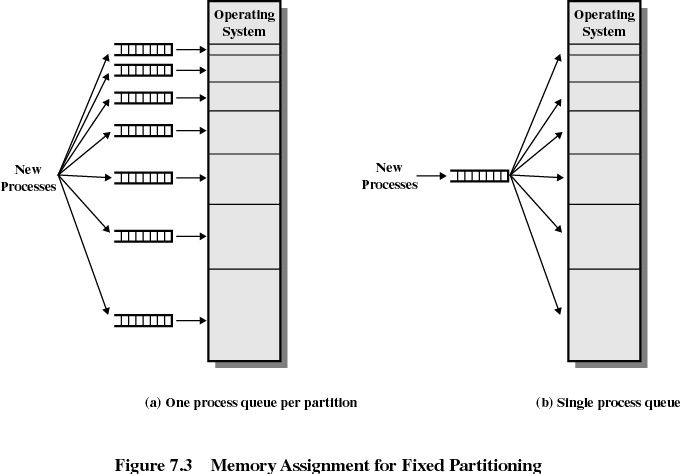 Operating
System
New
Processes
(a) One process queue per partition
Operating
System
New
Processes
(b) Single process queue
Figure 7.3 Memory Assignment for Fixed Partitioning